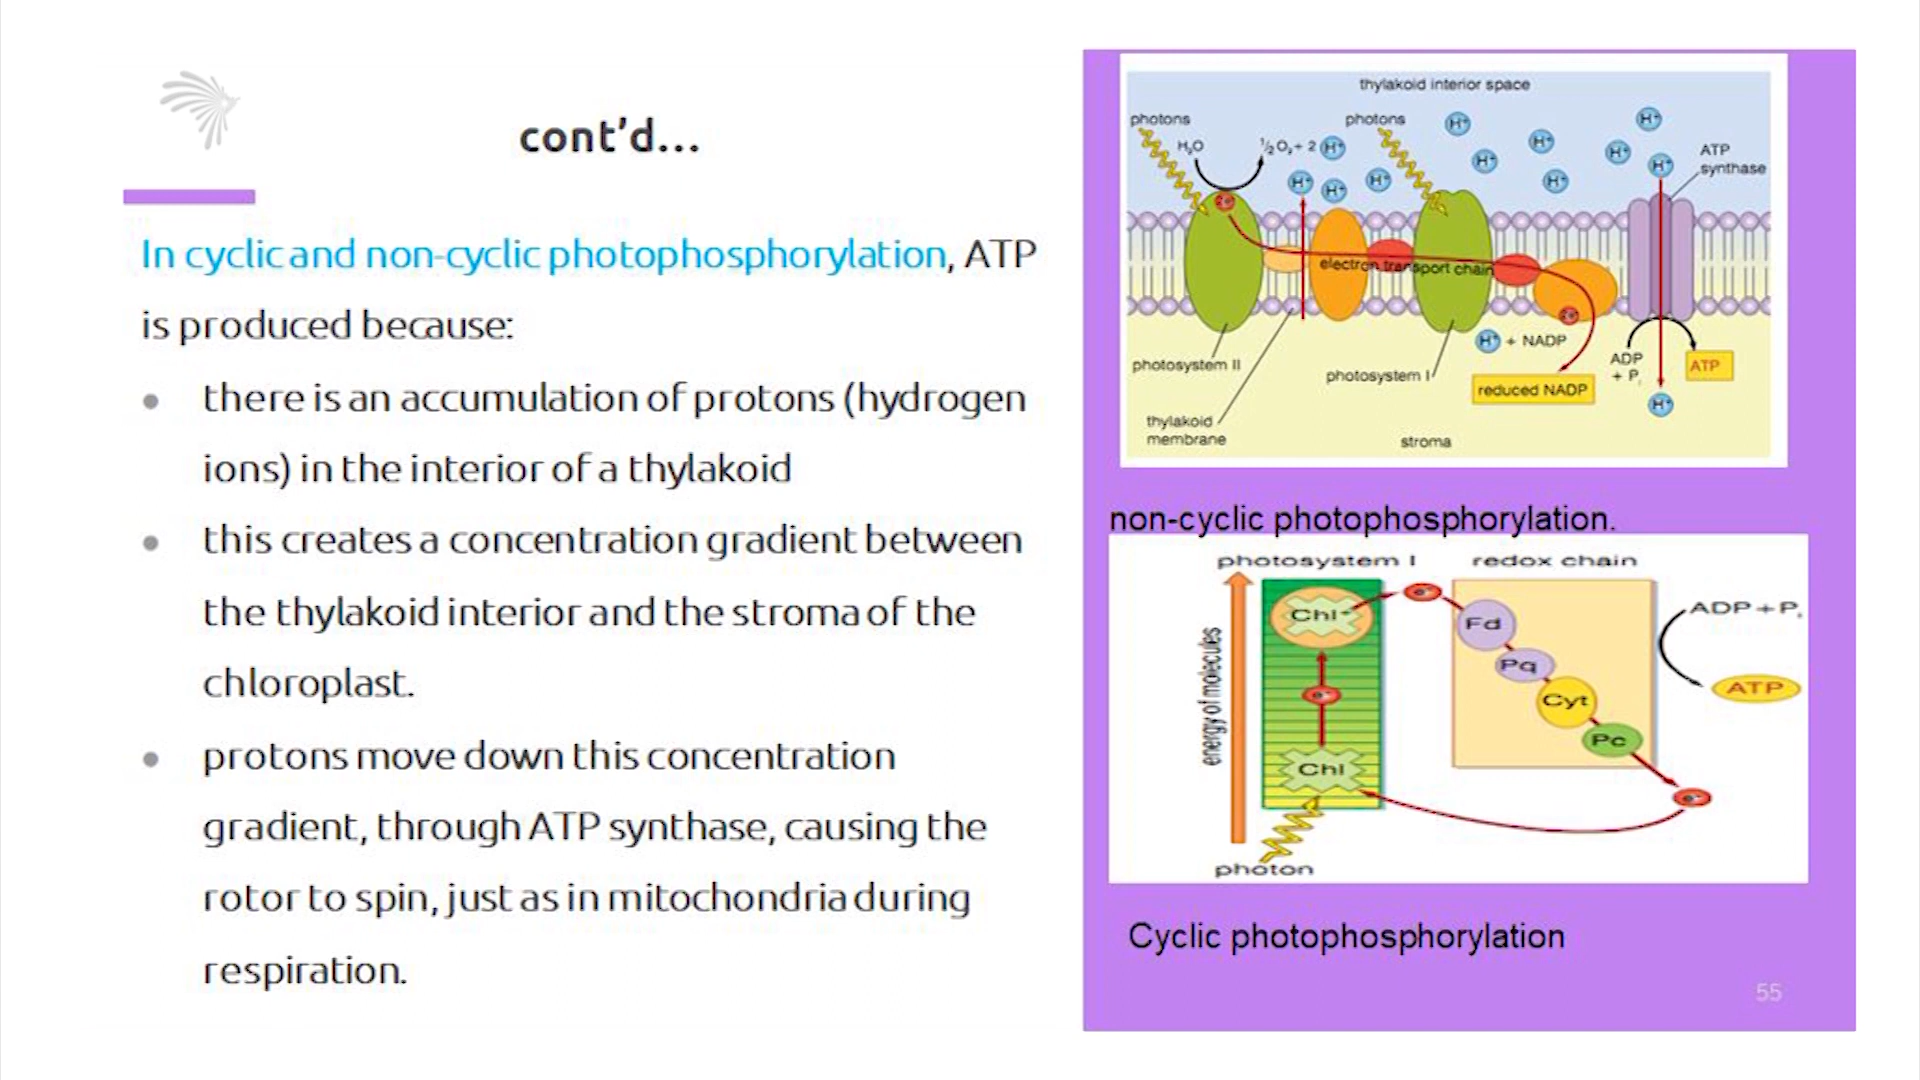 cont'd...
In cyclic and non-cyclic photophosphorylation, ATP
is produced because:
● there is an accumulation of protons (hydrogen
ions) in the interior of a thylakoid
● this creates a concentration gradient between
the thylakoid interior and the stroma of the
chloroplast.
● protons move down this concentration
gradient, through ATP synthase, causing the
rotor to spin, just as in mitochondria during
respiration.
thylakoid interior space
photons
photons
H₂O
½O₂ + 2 H⁺
H⁺
H⁺
H⁺
H⁺
H⁺
H⁺
H⁺
H⁺
H⁺
H⁺
ATP
synthase
e⁻
electron transport chain
e⁻
H⁺ + NADP
reduced NADP
photosystem II
photosystem I
thylakoid
membrane
stroma
ADP
+ Pᵢ
ATP
H⁺
non-cyclic photophosphorylation.
photosystem I
redox chain
energy of molecules
Chl⁺
e⁻
e⁻
Chl
photon
Fd
Pq
Cyt
Pc
e⁻
ADP + Pᵢ
ATP
Cyclic photophosphorylation
55